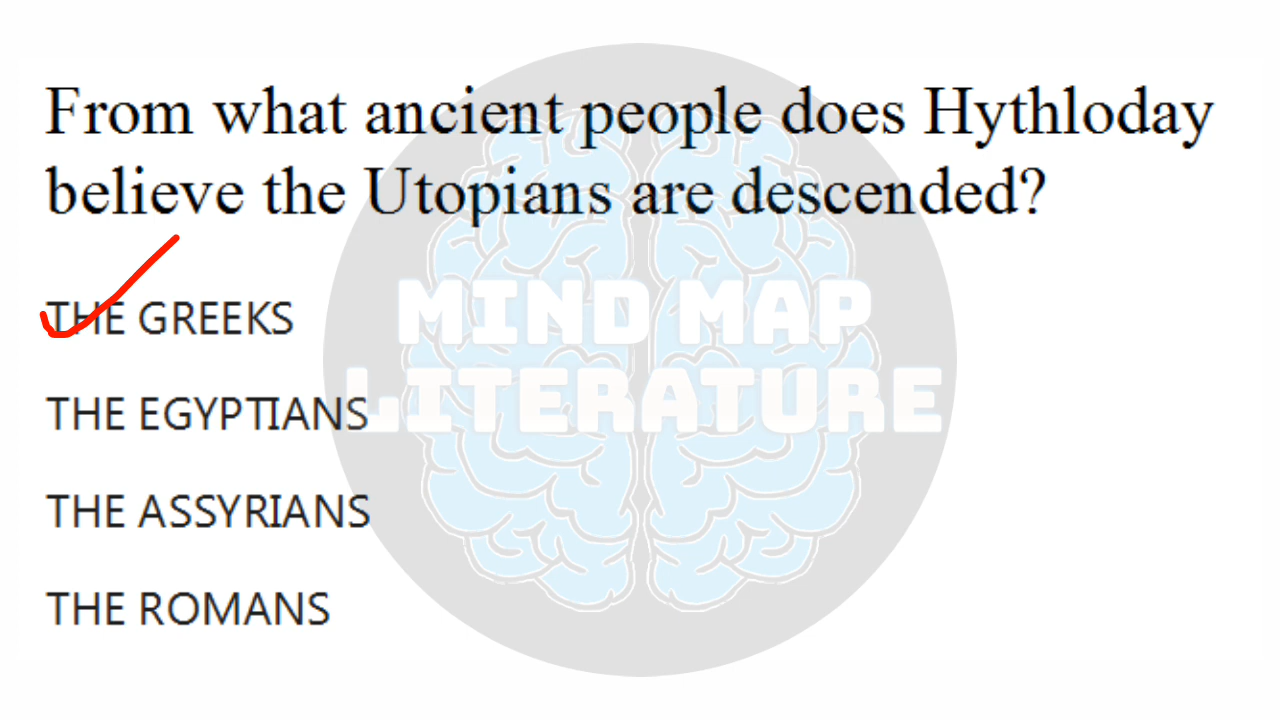 From what ancient people does Hythloday
believe the Utopians are descended?
THE GREEKS
MIND MAP
LITERATURE
THE EGYPTIANS
THE ASSYRIANS
THE ROMANS